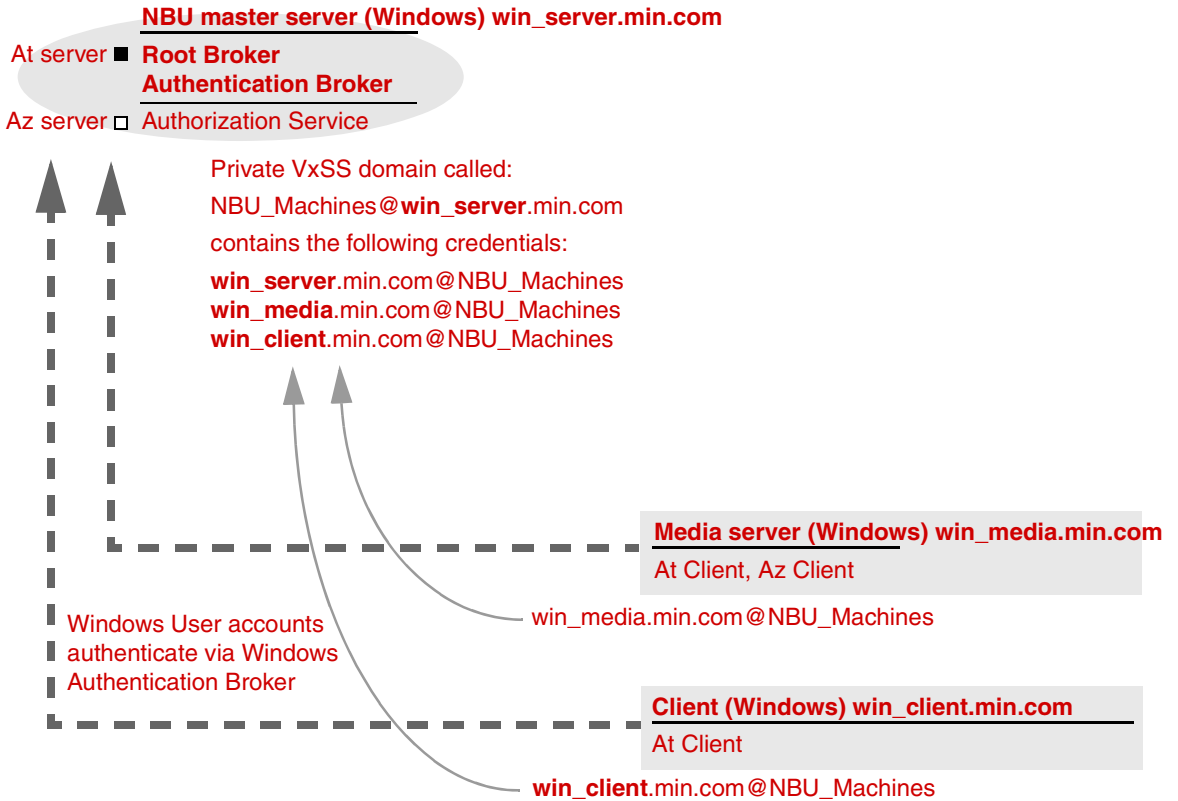 NBU master server (Windows) win_server.min.com
At server Root Broker
Authentication Broker
Az server Authorization Service
Private VxSS domain called:
NBU_Machines@win_server.min.com
contains the following credentials:
win_server.min.com@NBU_Machines
win_media.min.com@NBU_Machines
win_client.min.com@NBU_Machines
Media server (Windows) win_media.min.com
At Client, Az Client
win_media.min.com@NBU_Machines
Windows User accounts
authenticate via Windows
Authentication Broker
Client (Windows) win_client.min.com
At Client
win_client.min.com@NBU_Machines